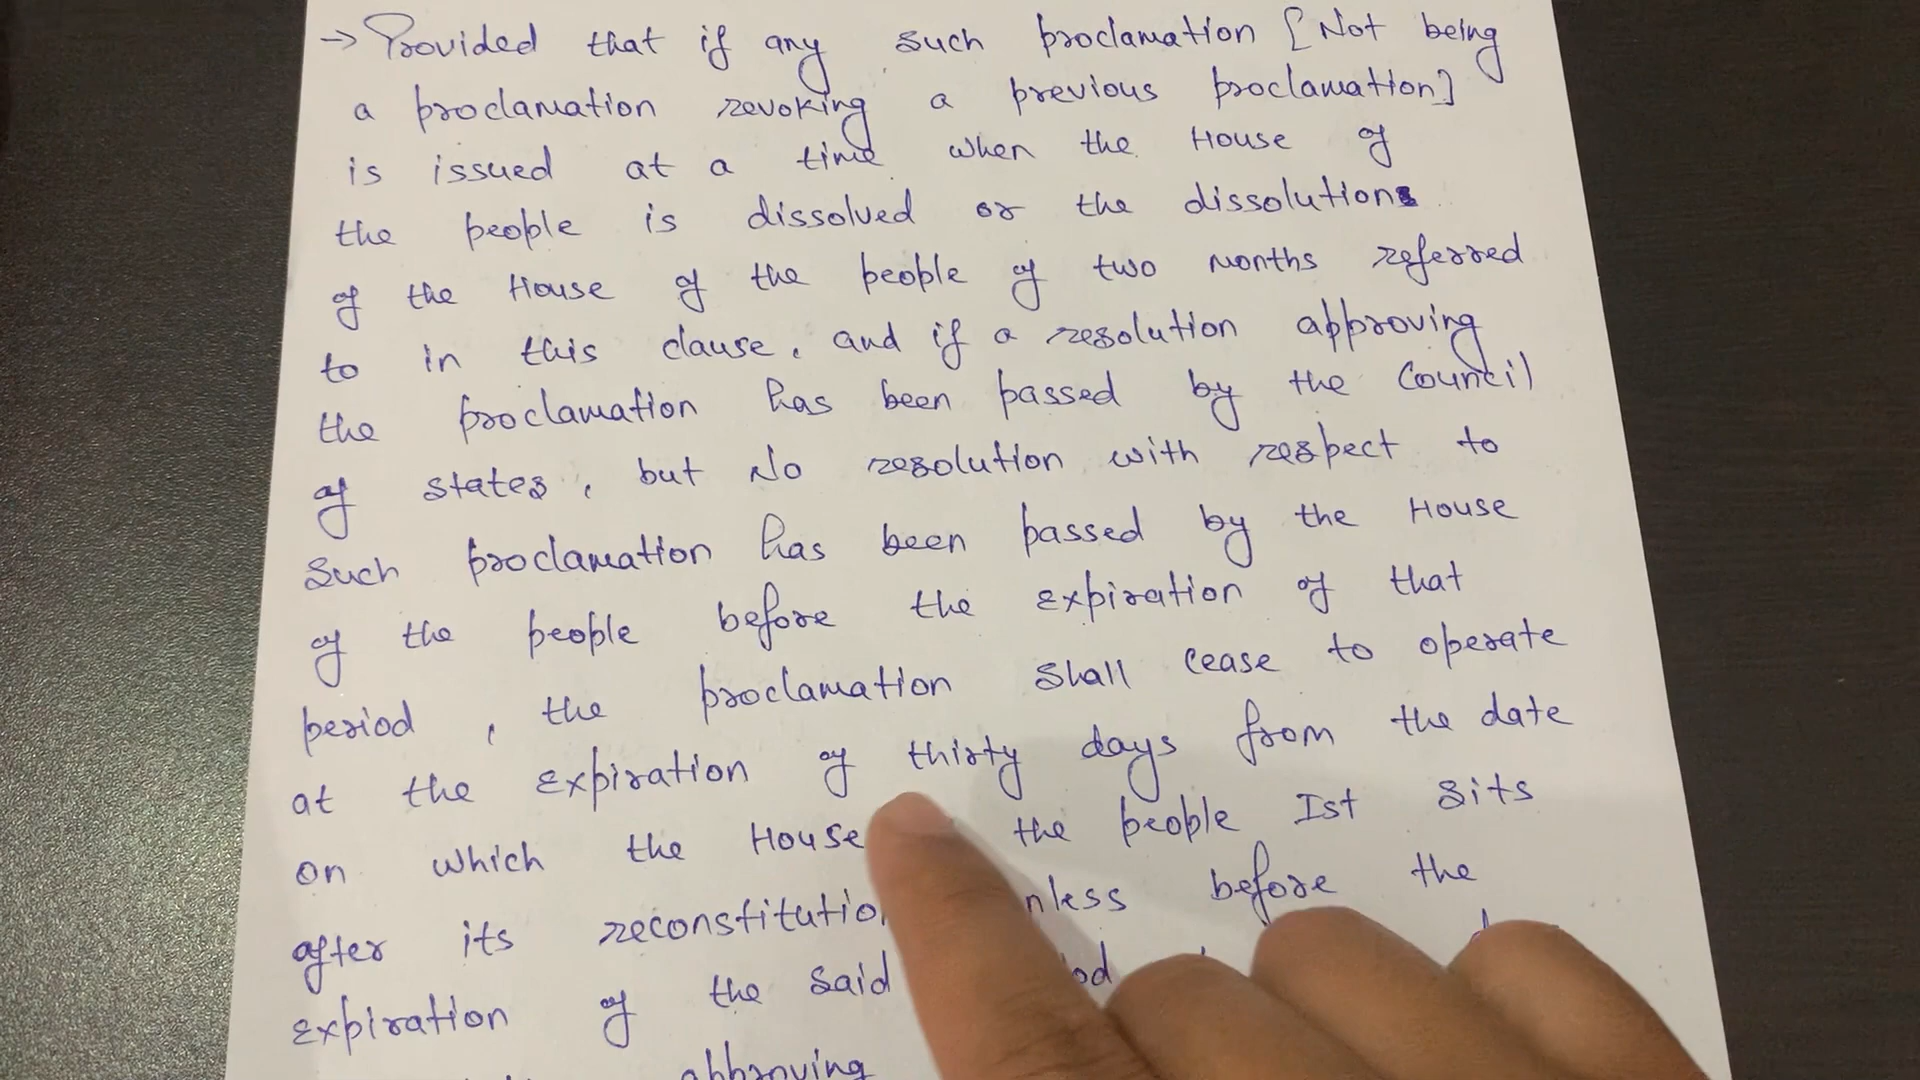 → Provided that if any such proclamation [Not being
a proclamation revoking a previous proclamation]
is issued at a time when the House of
the people is dissolved or the dissolution
of the House of the people of two months referred
to in this clause, and if a resolution approving
the proclamation has been passed by the Council
of states, but No resolution with respect to
Such proclamation has been passed by the House
of the people before the expiration of that
period, the proclamation shall cease to operate
at the expiration of thirty days from the date
on which the House the people Ist sits
after its reconstitutio nless before the
expiration of the said od
approving